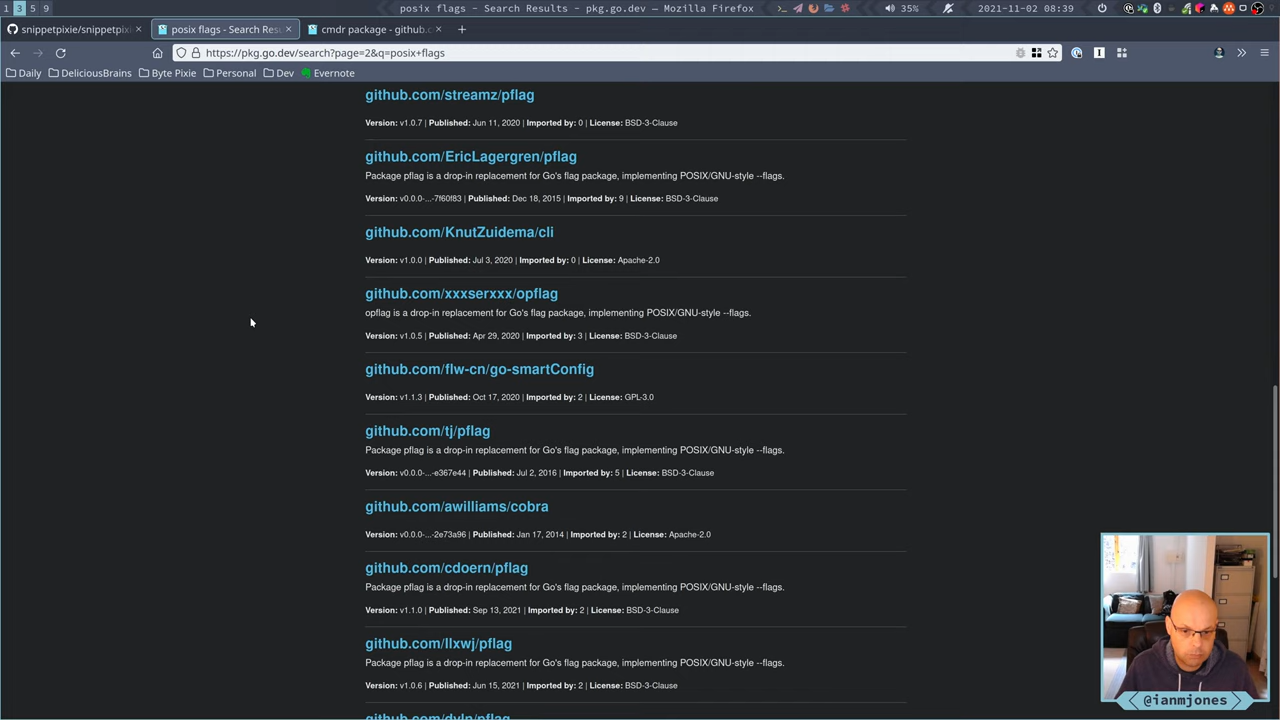 1 3 5 9
posix flags - Search Results - pkg.go.dev — Mozilla Firefox
35%
2021-11-02 08:39
snippetpixie/snippetpixi
posix flags - Search Resu
cmdr package - github.c
https://pkg.go.dev/search?page=2&q=posix+flags
Daily DeliciousBrains Byte Pixie Personal Dev Evernote
github.com/streamz/pflag
Version: v1.0.7 | Published: Jun 11, 2020 | Imported by: 0 | License: BSD-3-Clause
github.com/EricLagergren/pflag
Package pflag is a drop-in replacement for Go's flag package, implementing POSIX/GNU-style --flags.
Version: v0.0.0-...-7f60f83 | Published: Dec 18, 2015 | Imported by: 9 | License: BSD-3-Clause
github.com/KnutZuidema/cli
Version: v1.0.0 | Published: Jul 3, 2020 | Imported by: 0 | License: Apache-2.0
github.com/xxxserxxx/opflag
opflag is a drop-in replacement for Go's flag package, implementing POSIX/GNU-style --flags.
Version: v1.0.5 | Published: Apr 29, 2020 | Imported by: 3 | License: BSD-3-Clause
github.com/flw-cn/go-smartConfig
Version: v1.1.3 | Published: Oct 17, 2020 | Imported by: 2 | License: GPL-3.0
github.com/tj/pflag
Package pflag is a drop-in replacement for Go's flag package, implementing POSIX/GNU-style --flags.
Version: v0.0.0-...-e367e44 | Published: Jul 2, 2016 | Imported by: 5 | License: BSD-3-Clause
github.com/awilliams/cobra
Version: v0.0.0-...-2e73a96 | Published: Jan 17, 2014 | Imported by: 2 | License: Apache-2.0
github.com/cdoern/pflag
Package pflag is a drop-in replacement for Go's flag package, implementing POSIX/GNU-style --flags.
Version: v1.1.0 | Published: Sep 13, 2021 | Imported by: 2 | License: BSD-3-Clause
github.com/llxwj/pflag
Package pflag is a drop-in replacement for Go's flag package, implementing POSIX/GNU-style --flags.
Version: v1.0.6 | Published: Jun 15, 2021 | Imported by: 2 | License: BSD-3-Clause
@ianmjones